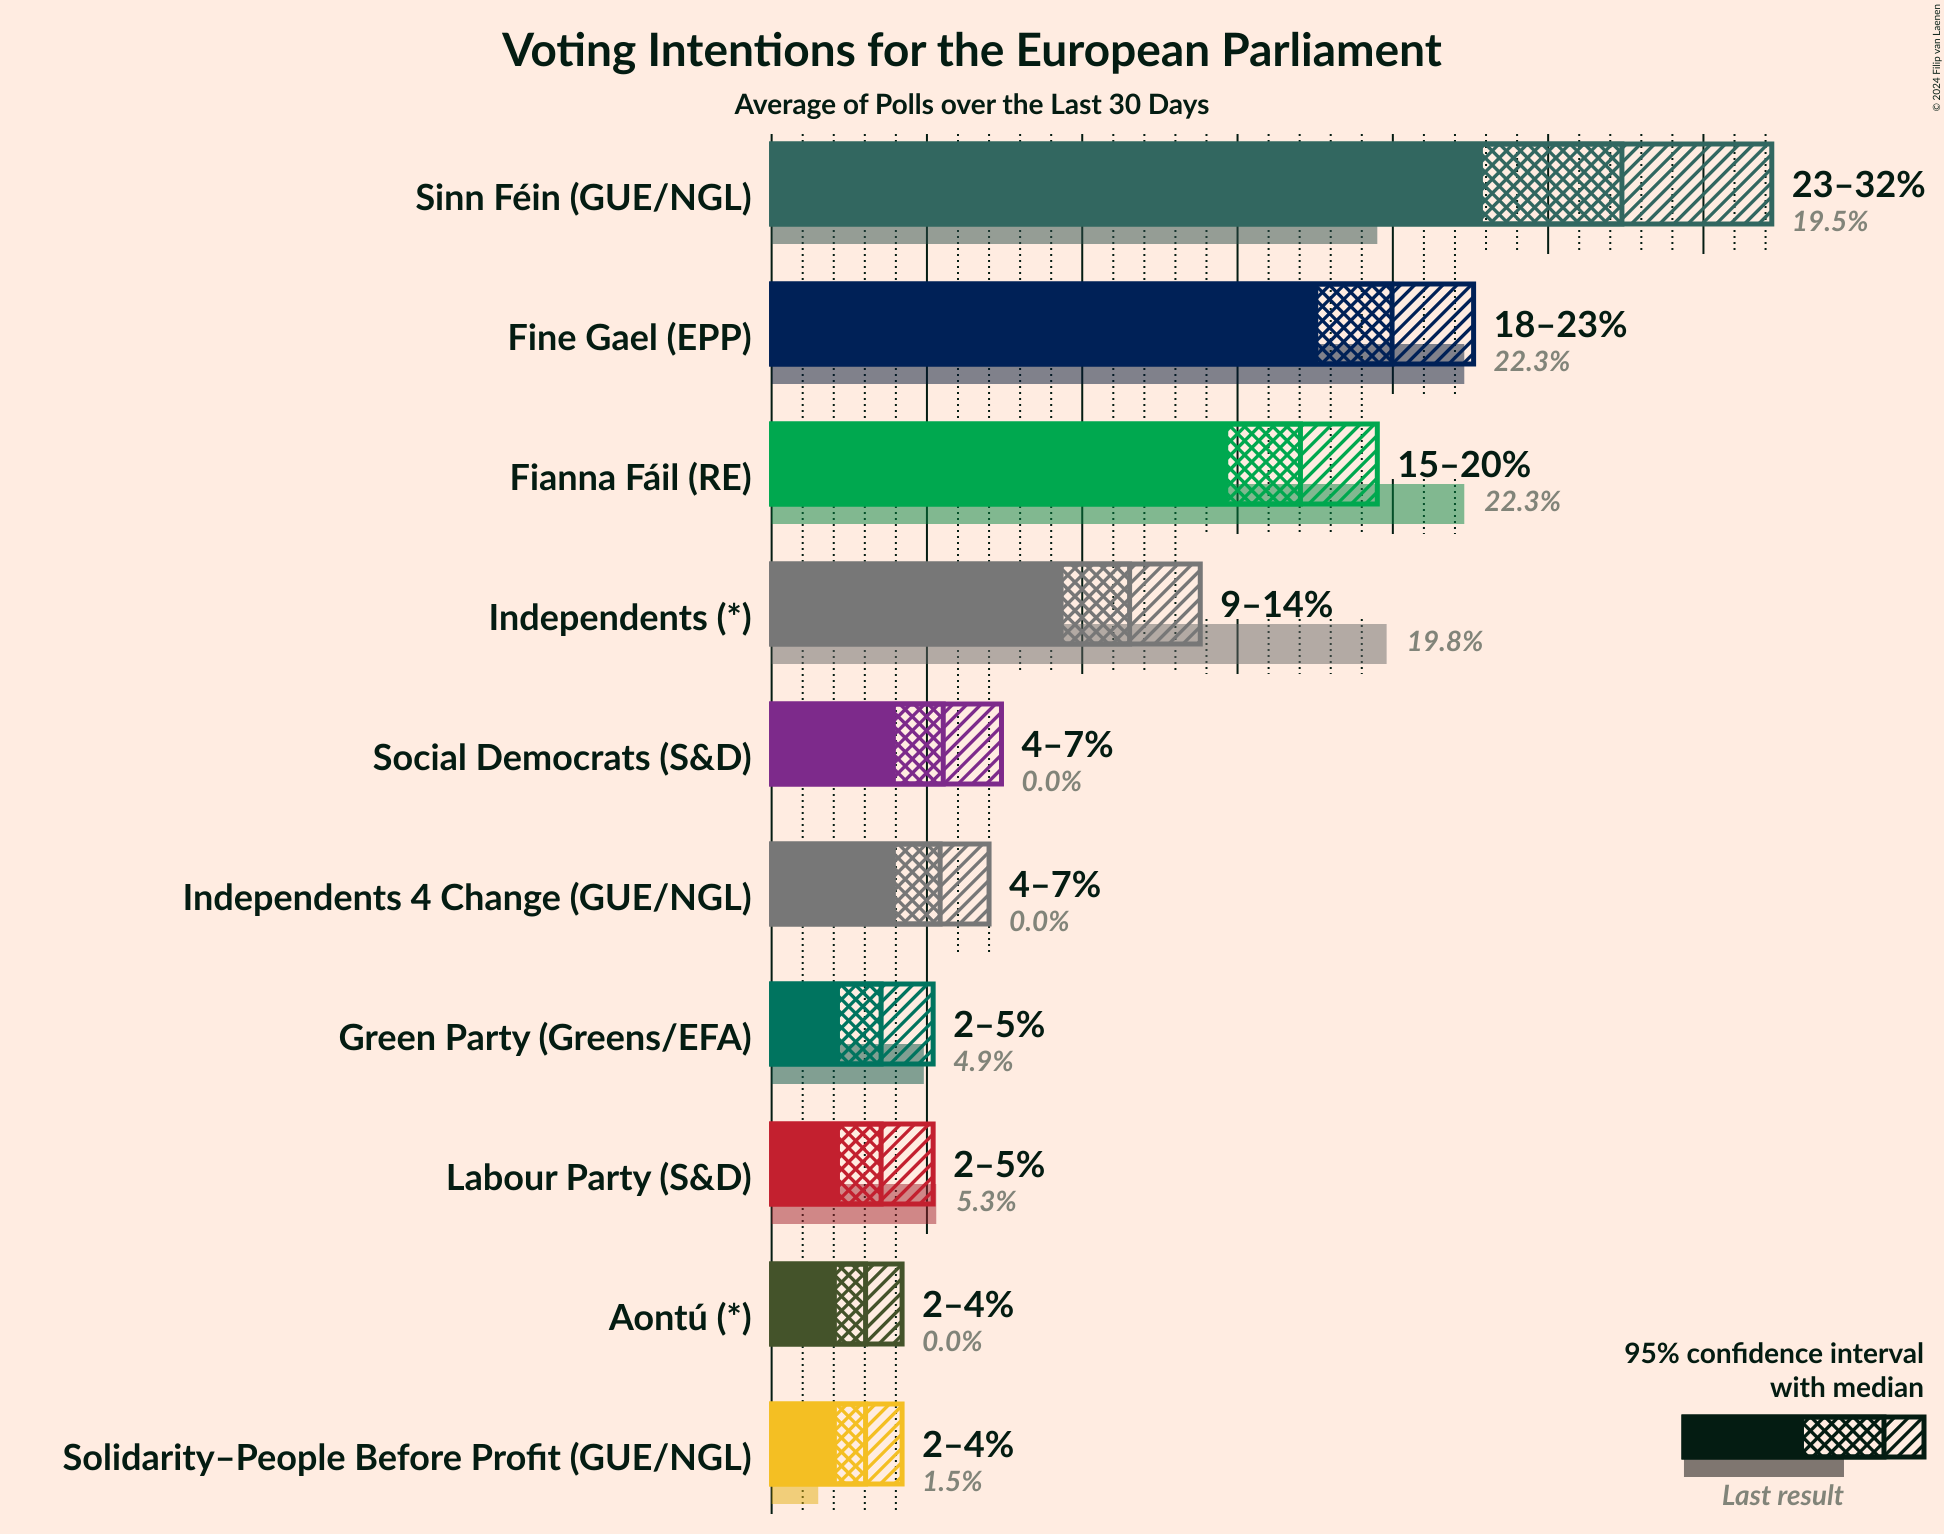 Voting Intentions for the European Parliament
Average of Polls over the Last 30 Days
© 2024 Filip van Laenen
Sinn Féin (GUE/NGL)
23–32%
19.5%
Fine Gael (EPP)
18–23%
22.3%
Fianna Fáil (RE)
15–20%
22.3%
Independents (*)
9–14%
19.8%
Social Democrats (S&D)
4–7%
0.0%
Independents 4 Change (GUE/NGL)
4–7%
0.0%
Green Party (Greens/EFA)
2–5%
4.9%
Labour Party (S&D)
2–5%
5.3%
Aontú (*)
2–4%
0.0%
Solidarity–People Before Profit (GUE/NGL)
2–4%
1.5%
95% confidence interval
with median
Last result